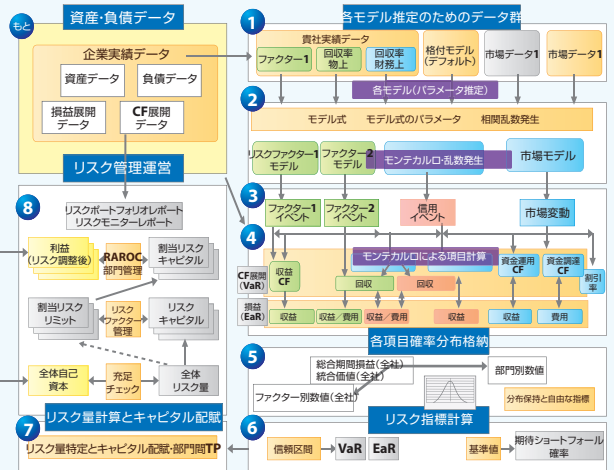 もと
資産・負債データ
企業実績データ
資産データ
負債データ
損益展開
データ
CF展開
データ
リスク管理運営
8
リスクポートフォリオレポート
リスクモニターレポート
利益
(リスク調整後)
RAROC
部門管理
割当リスク
キャピタル
割当リスク
リミット
リスク
ファクター
管理
リスク
キャピタル
全体自己
資本
充足
チェック
全体
リスク量
リスク量計算とキャピタル配賦
7
リスク量特定とキャピタル配賦・部門間TP
1
各モデル推定のためのデータ群
貴社実績データ
ファクター1
回収率
物上
回収率
財務上
格付モデル
(デフォルト)
市場データ1
市場データ1
各モデル(パラメータ推定)
2
モデル式
モデル式のパラメータ
相関乱数発生
リスクファクター1
モデル
ファクター2
モデル
モンテカルロ・乱数発生
市場モデル
3
ファクター1
イベント
ファクター2
イベント
信用
イベント
市場変動
4
モンテカルロによる項目計算
CF展開
(VaR)
収益
CF
回収
回収
資金運用
CF
資金調達
CF
割引
率
損益
(EaR)
収益
収益/費用
収益/費用
収益
収益
費用
各項目確率分布格納
5
総合期間損益(全社)
統合価値(全社)
部門別数値
ファクター別数値(全社)
分布保持と自由な指標
リスク指標計算
6
信頼区間
VaR
EaR
基準値
期待ショートフォール
確率